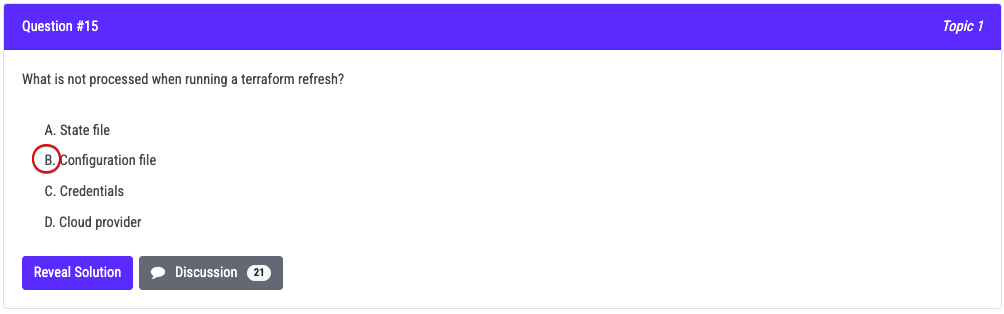 Question #15 Topic 1
What is not processed when running a terraform refresh?
A. State file
B. Configuration file
C. Credentials
D. Cloud provider
Reveal Solution Discussion 21